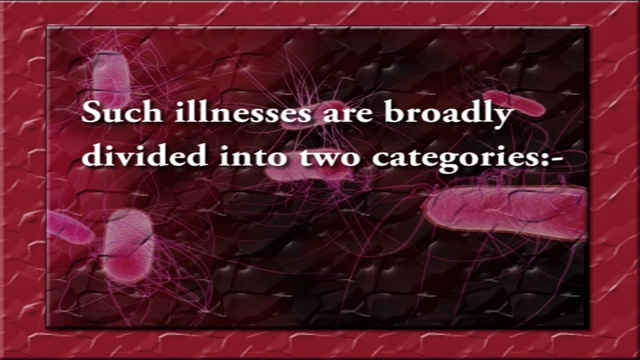 Such illnesses are broadly
divided into two categories:-